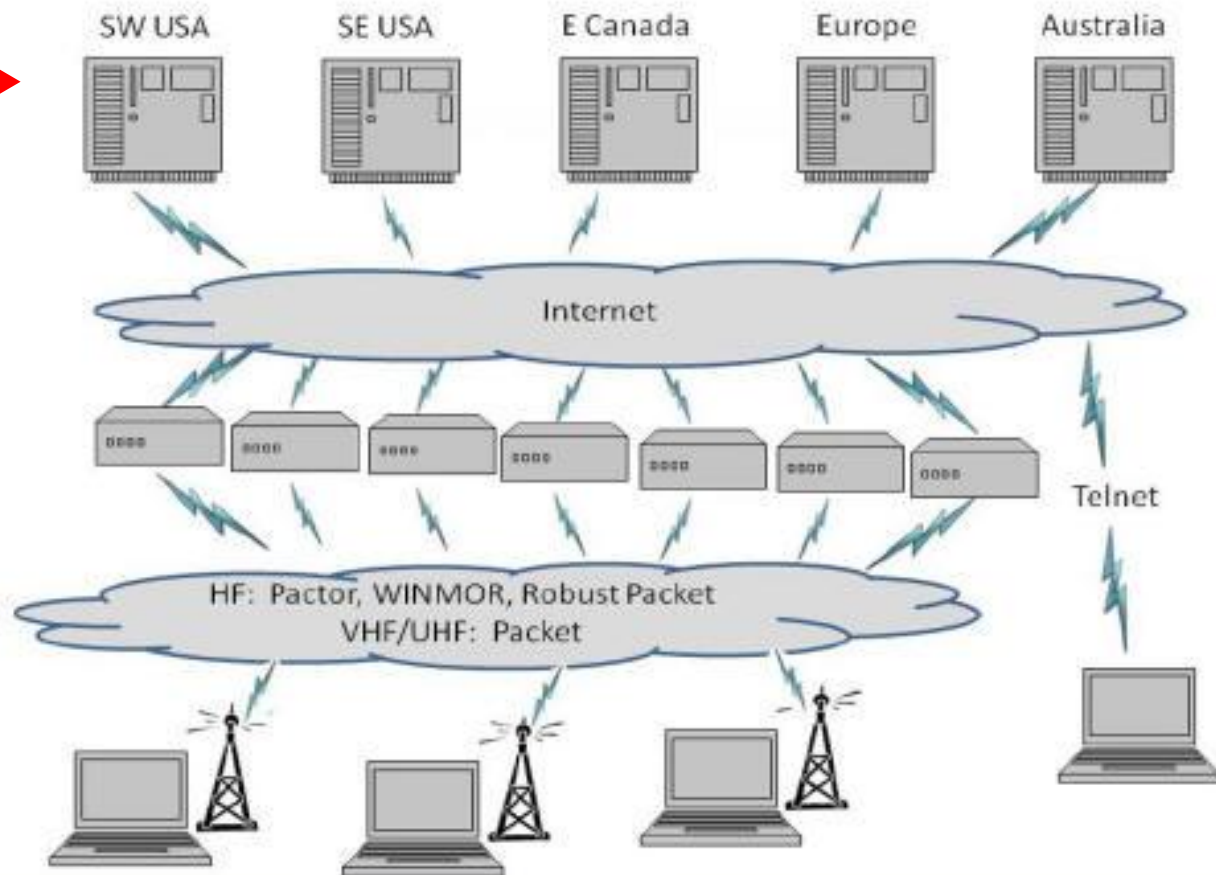 SW USA
SE USA
E Canada
Europe
Australia
Internet
Telnet
HF: Pactor, WINMOR, Robust Packet
VHF/UHF: Packet